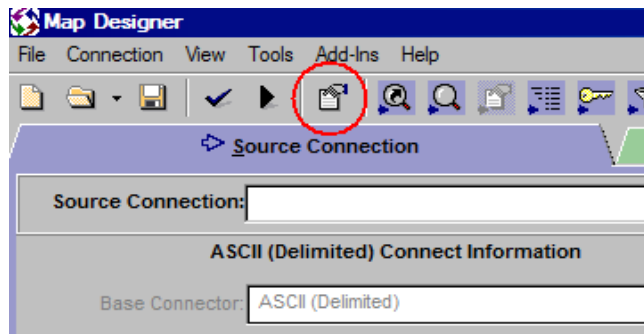 Map Designer
File Connection View Tools Add-Ins Help
Source Connection
Source Connection:
ASCII (Delimited) Connect Information
Base Connector: ASCII (Delimited)